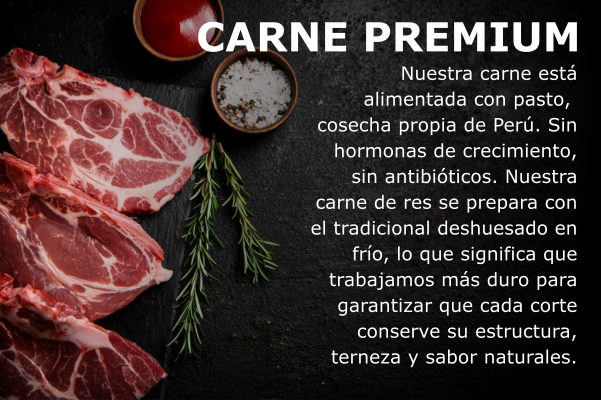 CARNE PREMIUM
Nuestra carne está
alimentada con pasto,
cosecha propia de Perú. Sin
hormonas de crecimiento,
sin antibióticos. Nuestra
carne de res se prepara con
el tradicional deshuesado en
frío, lo que significa que
trabajamos más duro para
garantizar que cada corte
conserve su estructura,
terneza y sabor naturales.